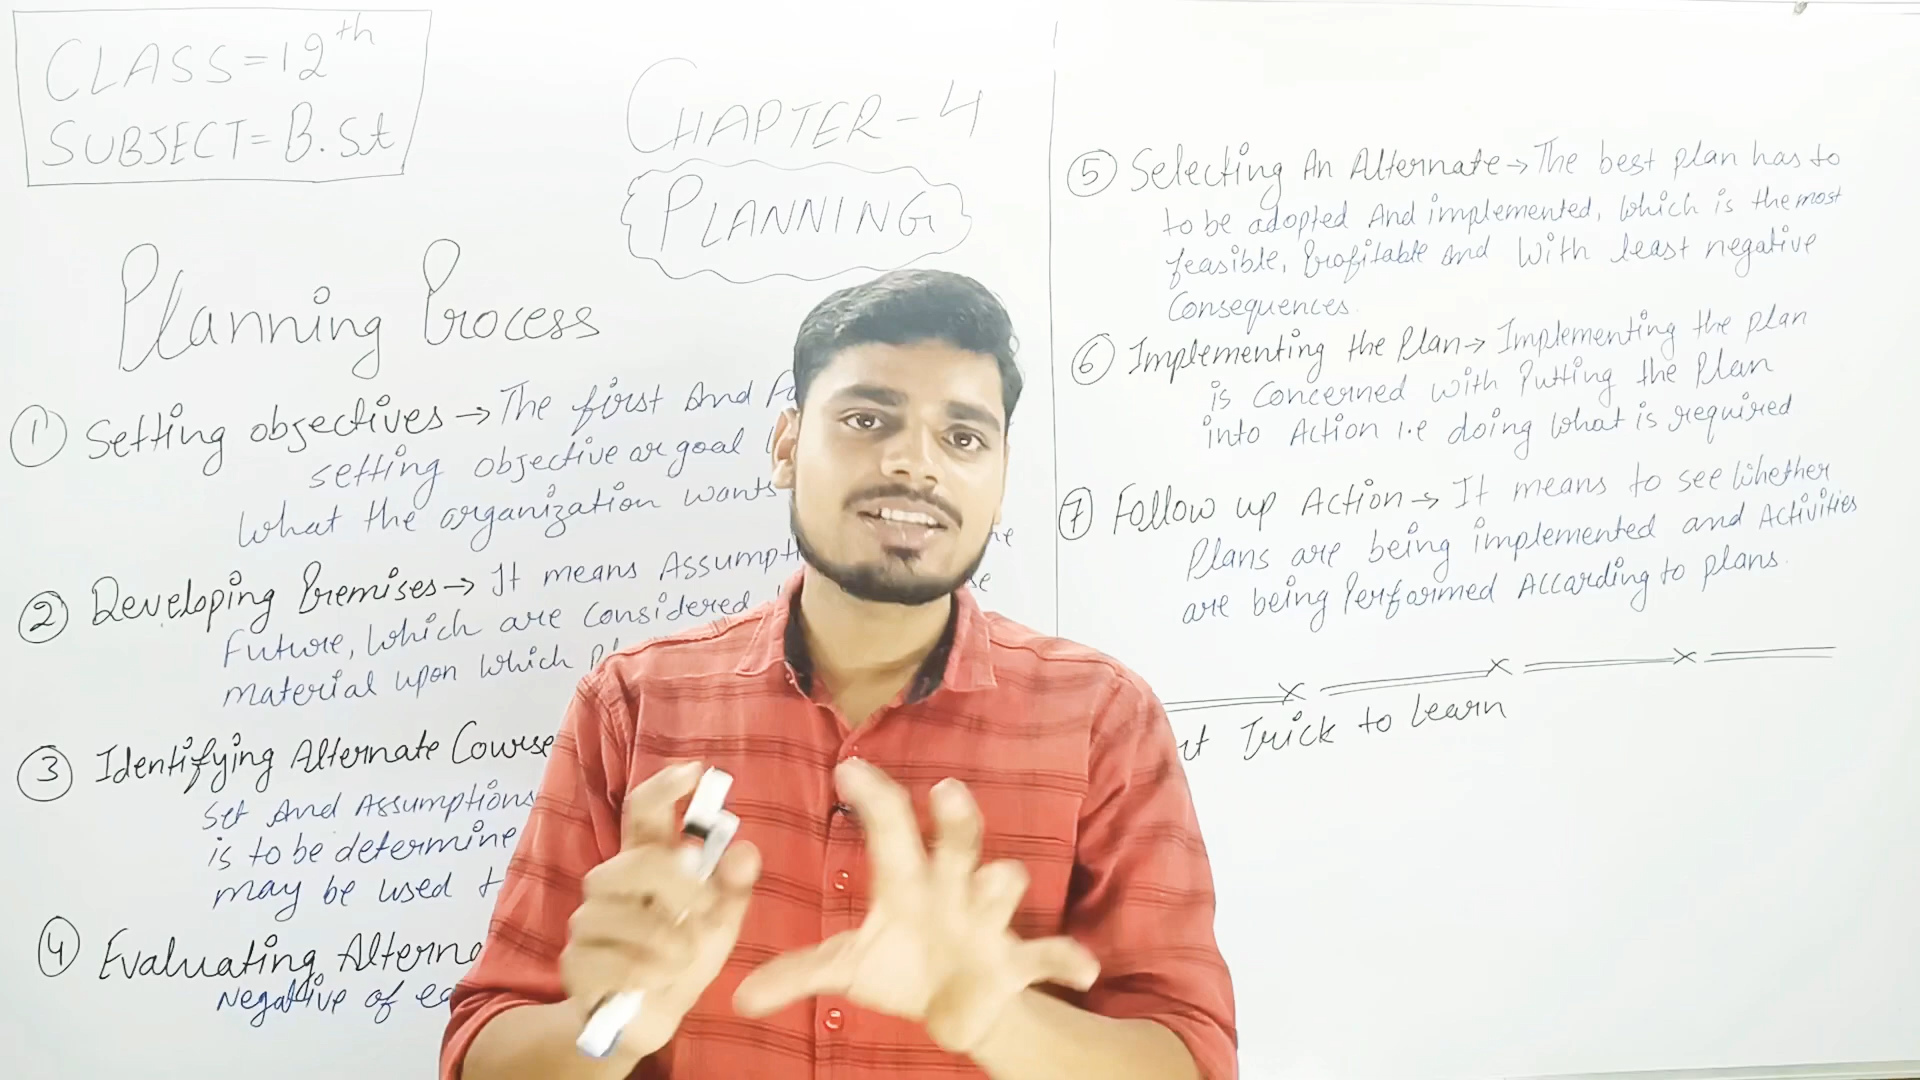 CLASS=12th
SUBJECT=B.St
CHAPTER-4
PLANNING
Planning Process
① Setting objectives → The first And
setting objective or goal
What the organization wants
② Developing Premises → It means Assumpt
Future, Which are Considered
material upon which Pl
③ Identifying Alternate Course
Set And Assumptions
is to be determine
may be used t
④ Evaluating Alterna
Negative of ea
⑤ Selecting An Alternate → The best plan has to
to be adopted And implemented, Which is the most
feasible, Profitable And With least negative
Consequences.
⑥ Implementing the Plan → Implementing the plan
is Concerned with Putting the Plan
into Action i.e doing What is required
⑦ Follow up Action → It means to see Whether
Plans are being implemented and Activities
are being Performed According to plans.
Trick to learn